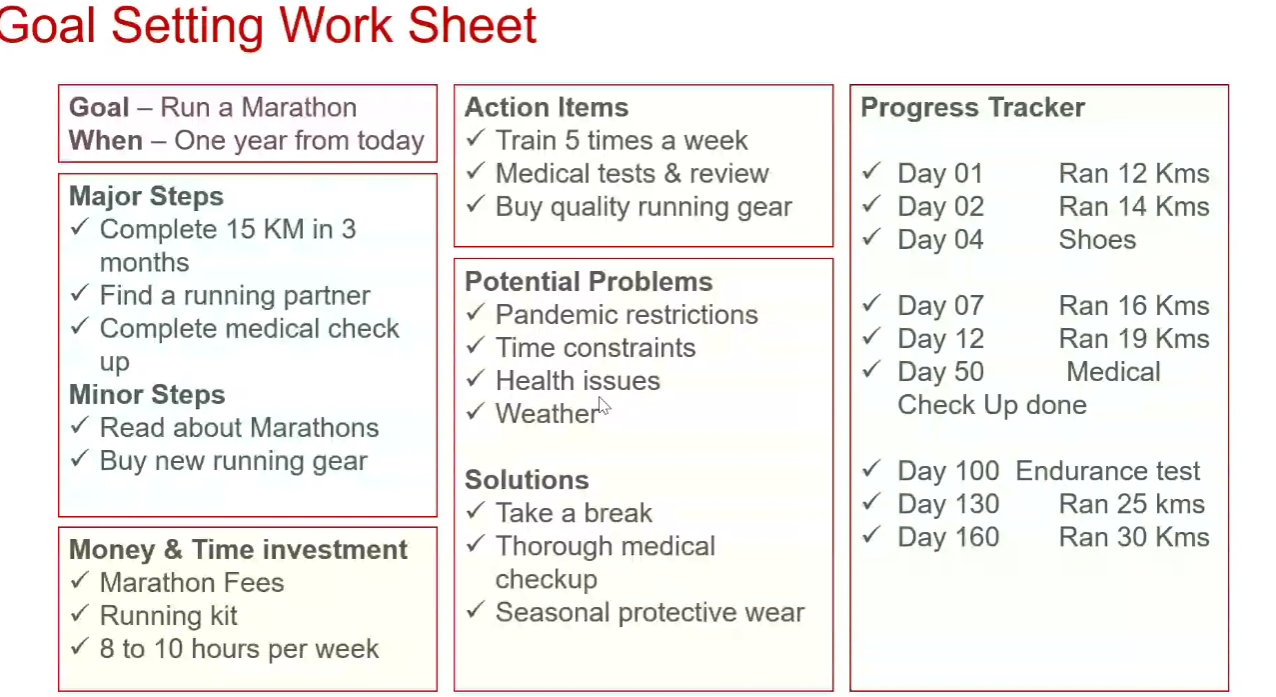 Goal Setting Work Sheet
Goal – Run a Marathon
When – One year from today
Major Steps
✓ Complete 15 KM in 3
months
✓ Find a running partner
✓ Complete medical check
up
Minor Steps
✓ Read about Marathons
✓ Buy new running gear
Money & Time investment
✓ Marathon Fees
✓ Running kit
✓ 8 to 10 hours per week
Action Items
✓ Train 5 times a week
✓ Medical tests & review
✓ Buy quality running gear
Potential Problems
✓ Pandemic restrictions
✓ Time constraints
✓ Health issues
✓ Weather
Solutions
✓ Take a break
✓ Thorough medical
checkup
✓ Seasonal protective wear
Progress Tracker
✓ Day 01 Ran 12 Kms
✓ Day 02 Ran 14 Kms
✓ Day 04 Shoes
✓ Day 07 Ran 16 Kms
✓ Day 12 Ran 19 Kms
✓ Day 50 Medical
Check Up done
✓ Day 100 Endurance test
✓ Day 130 Ran 25 kms
✓ Day 160 Ran 30 Kms